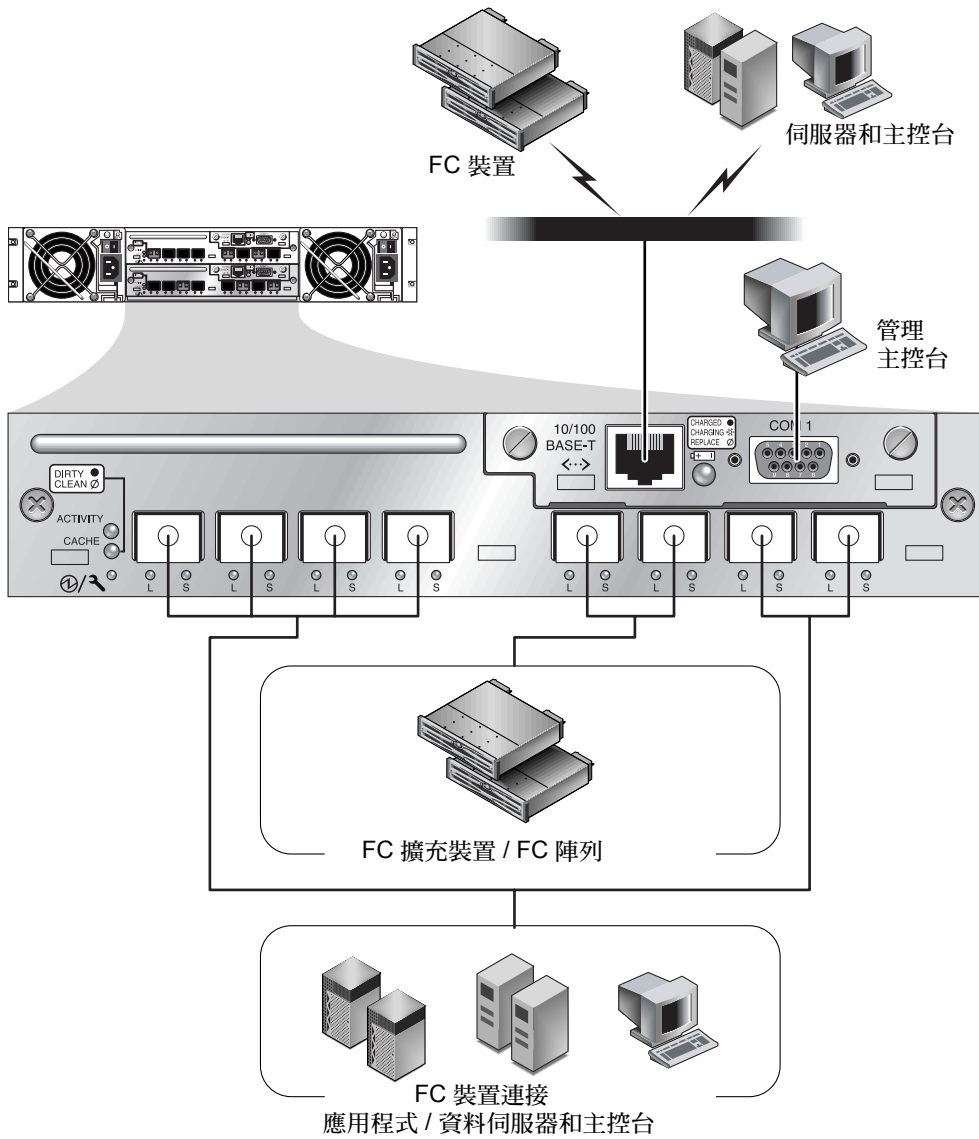 FC 裝置
伺服器和主控台
管理
主控台
10/100
BASE-T
CHARGED
CHARGING
REPLACE
COM 1
DIRTY
CLEAN
ACTIVITY
CACHE
L S L S L S L S L S L S L S L S
FC 擴充裝置 / FC 陣列
FC 裝置連接
應用程式 / 資料伺服器和主控台